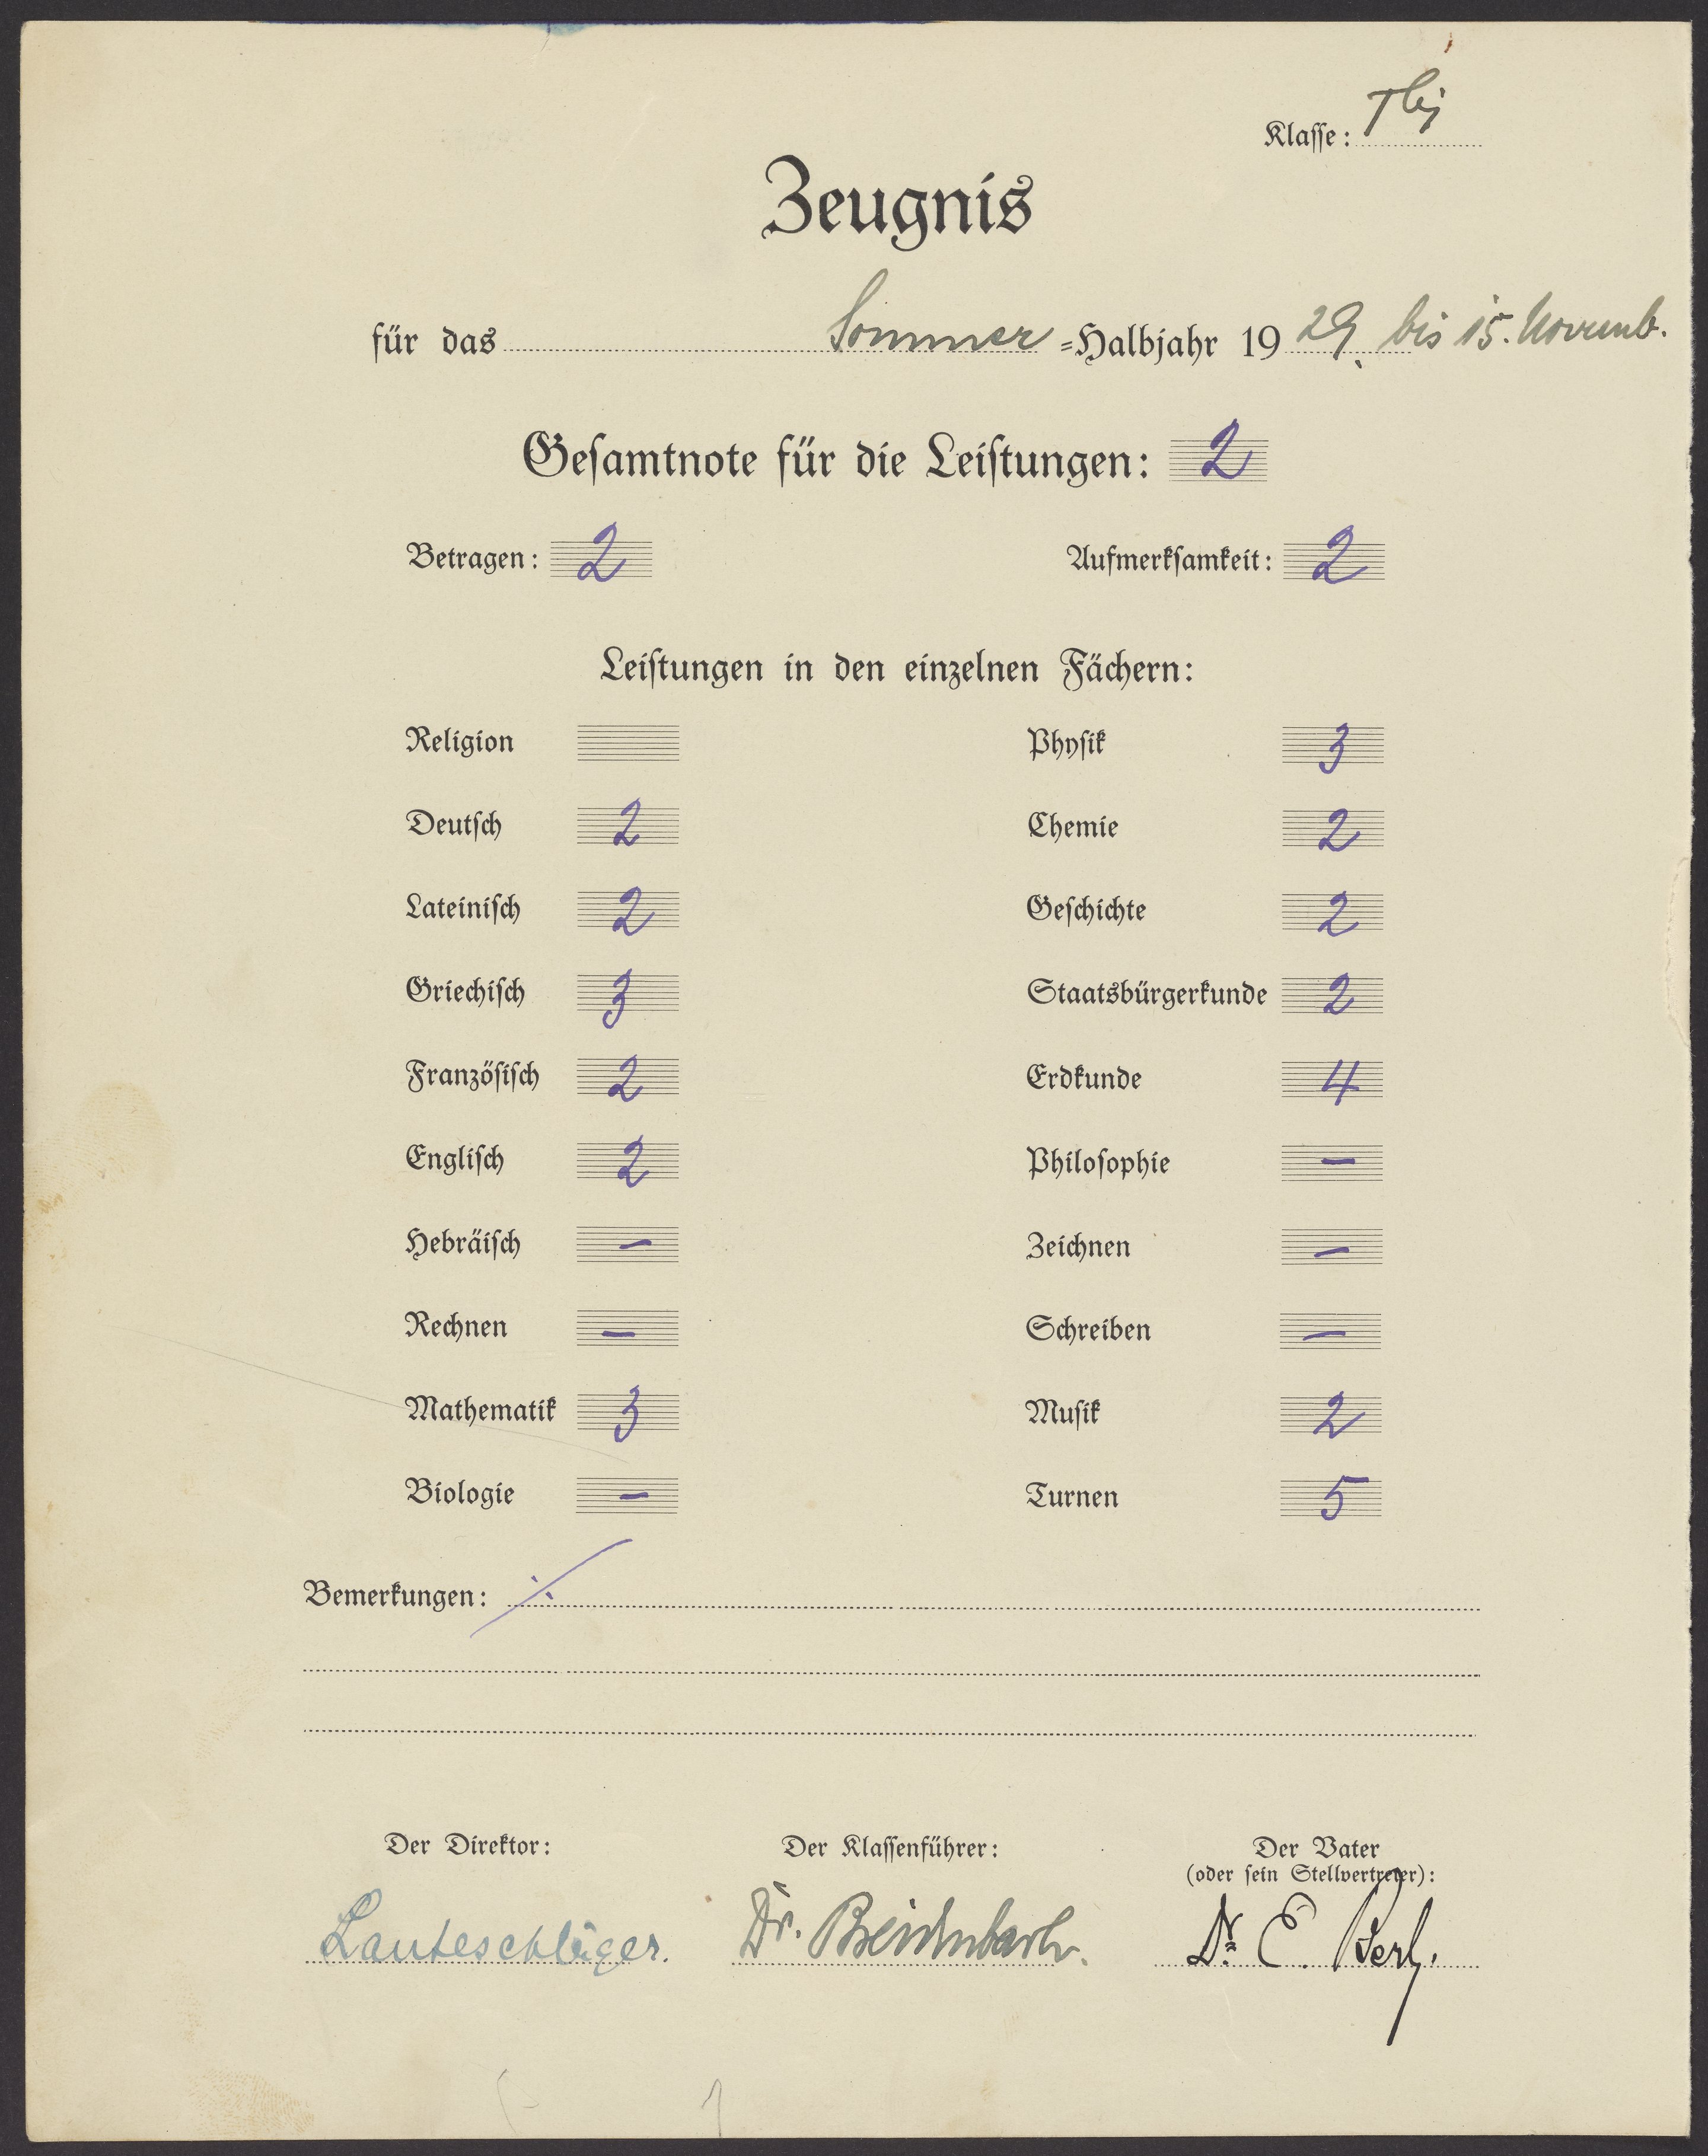 Klasse:
Zeugnis
für das Sommer =Halbjahr 1929. bis 15. Novemb.
Gesamtnote für die Leistungen: 2
Betragen: 2 Aufmerksamkeit: 2
Leistungen in den einzelnen Fächern:
Religion Physik 3
Deutsch 2 Chemie 2
Lateinisch 2 Geschichte 2
Griechisch 3 Staatsbürgerkunde 2
Französisch 2 Erdkunde 4
Englisch 2 Philosophie —
Hebräisch — Zeichnen —
Rechnen — Schreiben —
Mathematik 3 Musik 2
Biologie — Turnen 5
Bemerkungen: ·/·
Der Direktor: Der Klassenführer: Der Vater
(oder sein Stellvertreter):
Lauteschläger. Dr. Breidenbach. Dr. E.